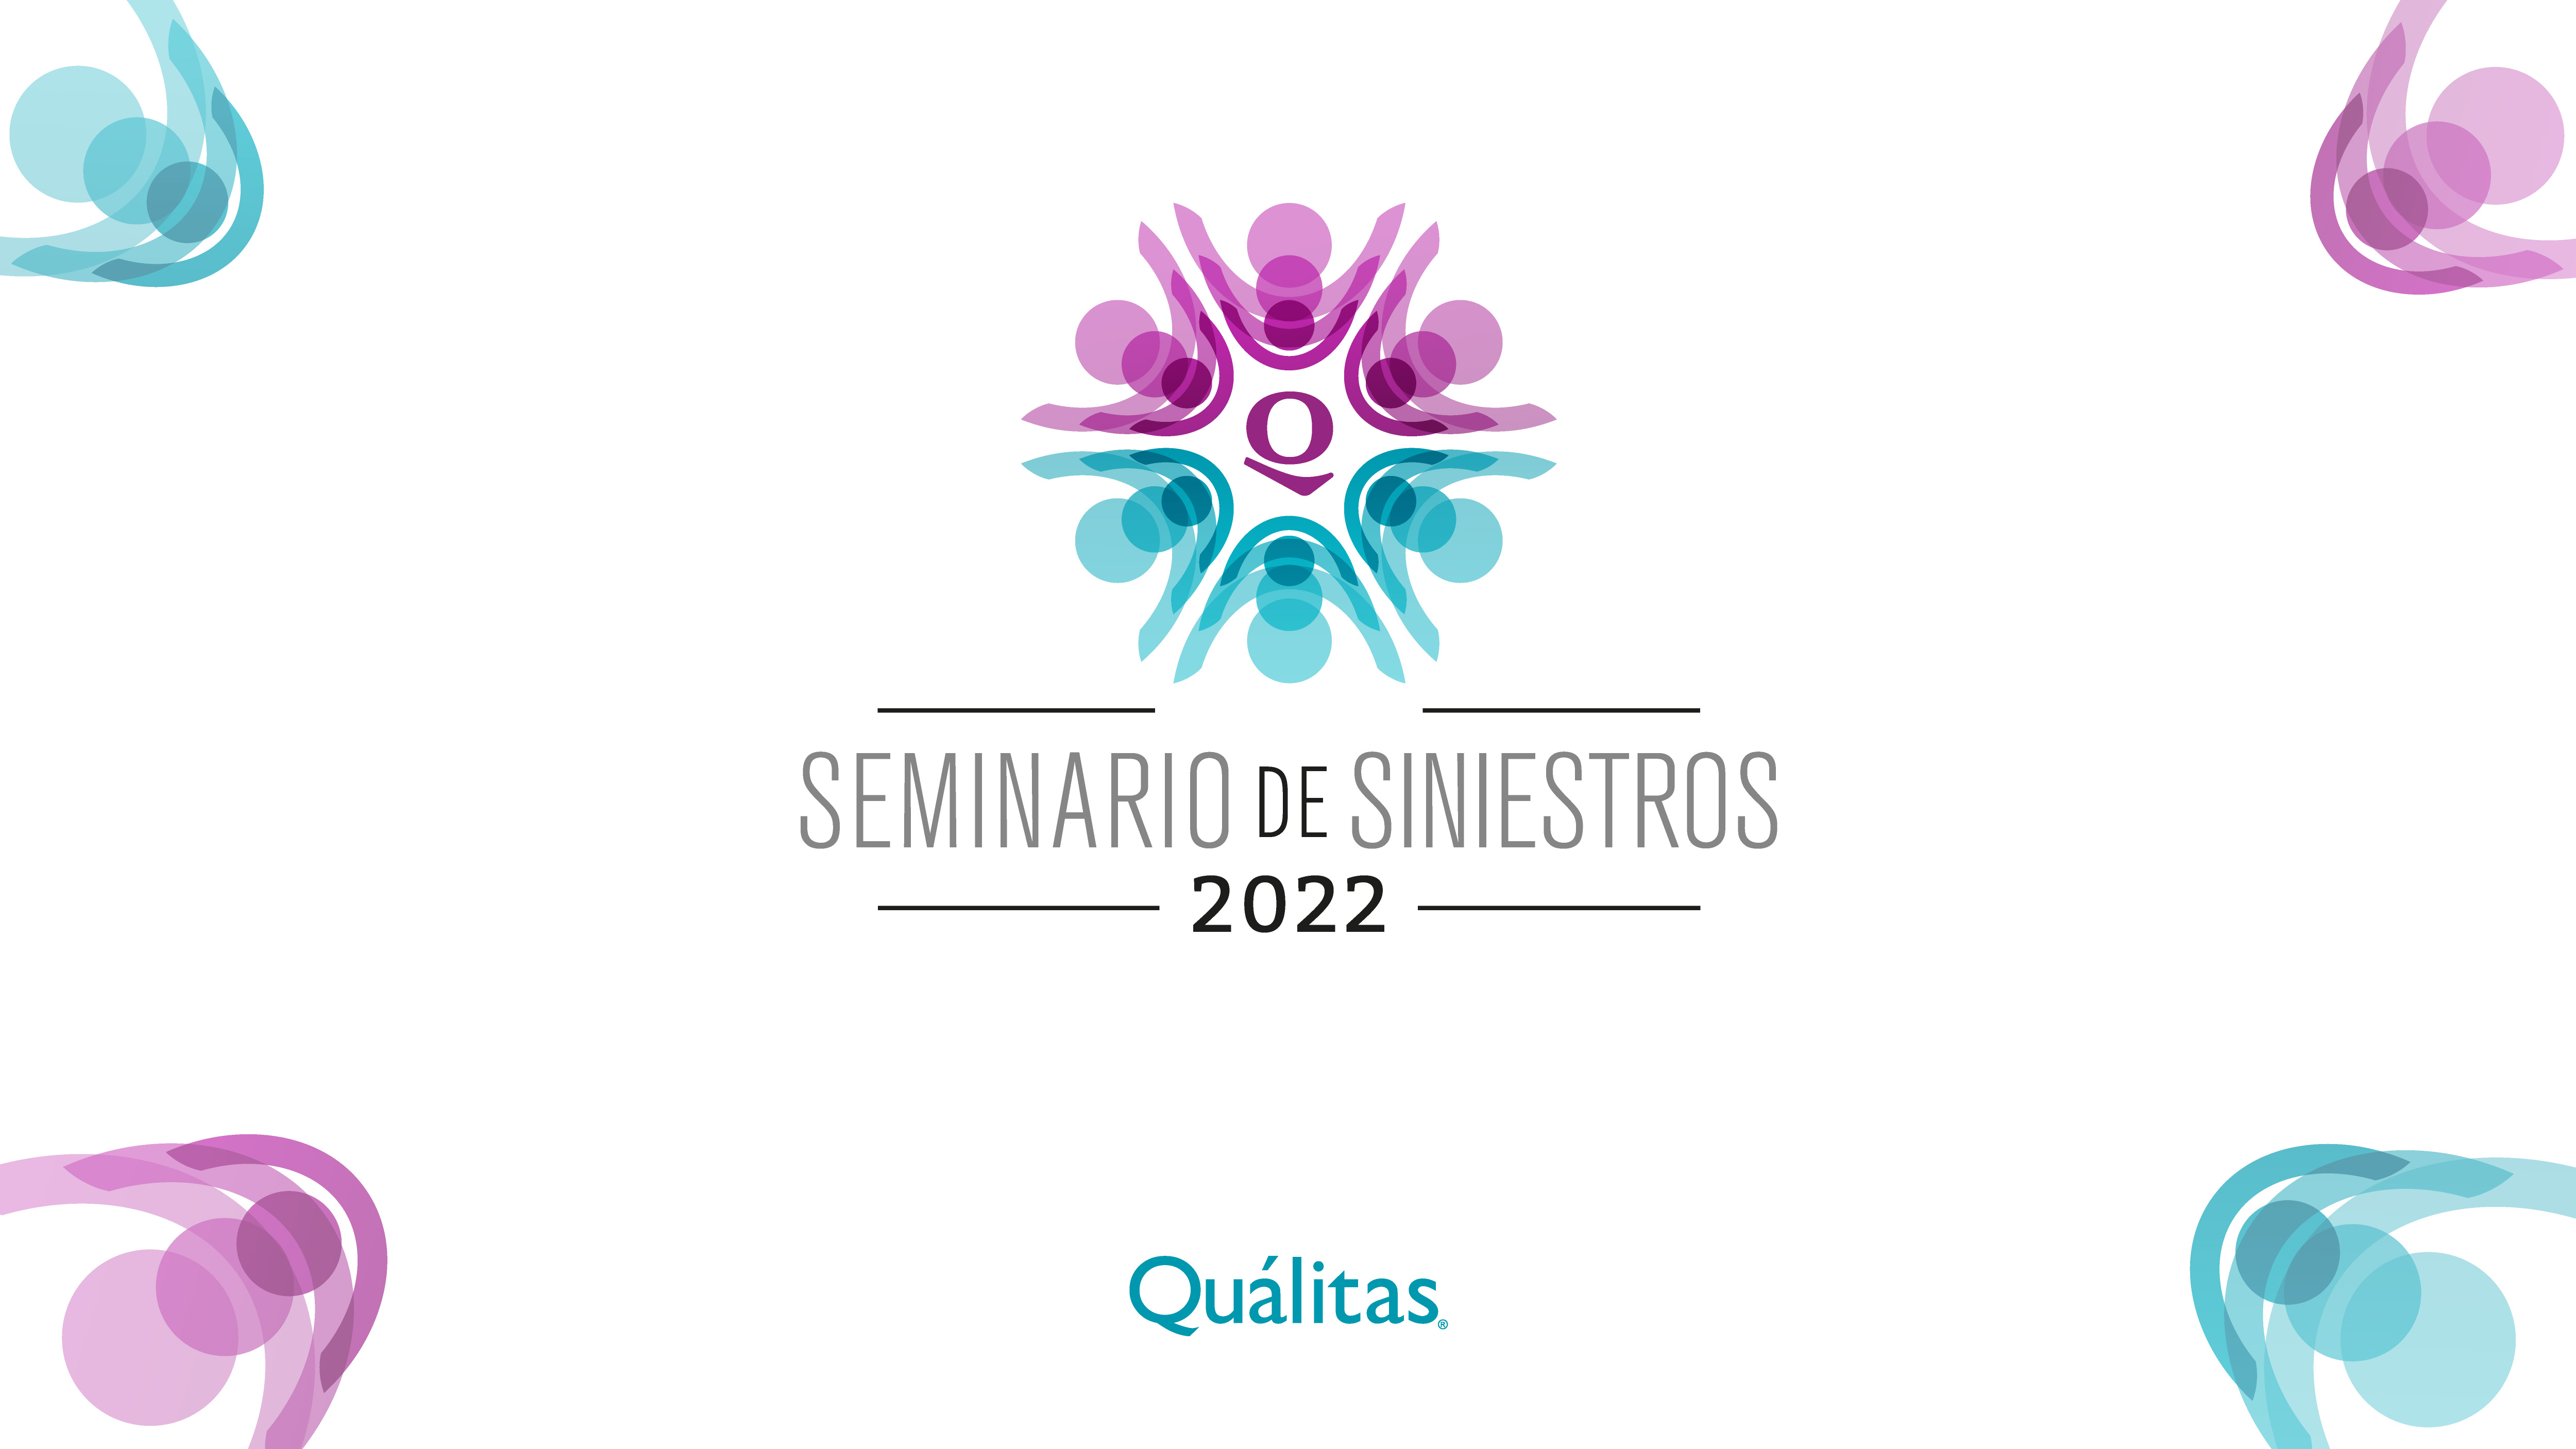 Q
SEMINARIO DE SINIESTROS
2022
Quálitas®